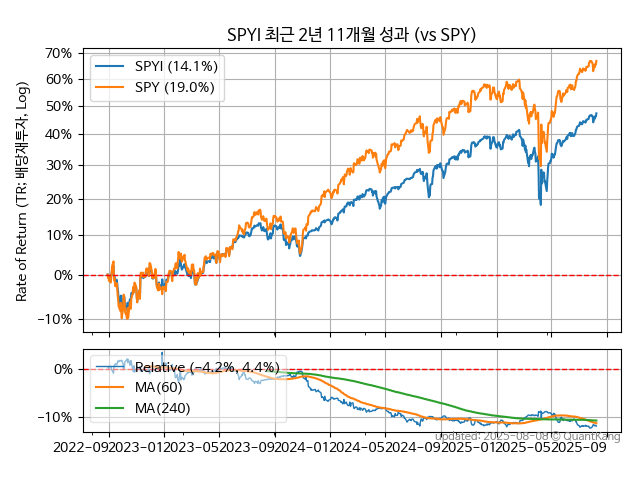 SPYI 최근 2년 11개월 성과 (vs SPY)
Rate of Return (TR: 배당재투자, Log)
70%
60%
50%
40%
30%
20%
10%
0%
−10%
SPYI (14.1%)
SPY (19.0%)
0%
−10%
Relative (−4.2%, 4.4%)
MA(60)
MA(240)
2022−09
2023−01
2023−05
2023−09
2024−01
2024−05
2024−09
2025−01
2025−05
2025−09
updated: 2025-08-08 © QuantKang